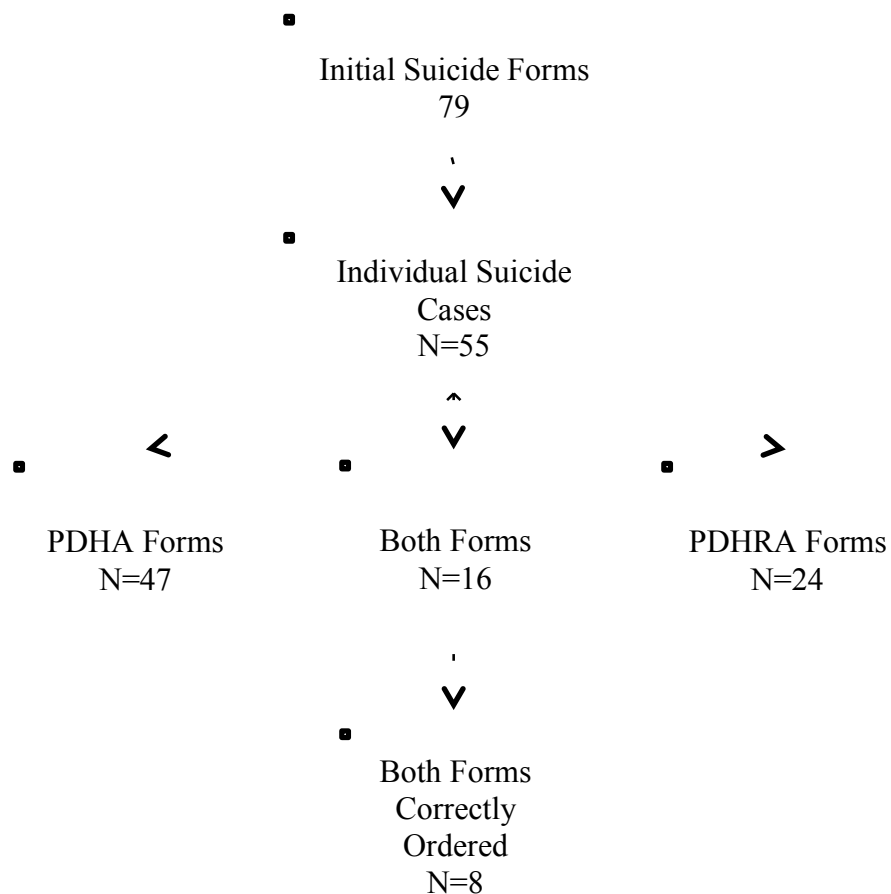 Initial Suicide Forms
79
Individual Suicide
Cases
N=55
PDHA Forms
N=47
Both Forms
N=16
PDHRA Forms
N=24
Both Forms
Correctly
Ordered
N=8